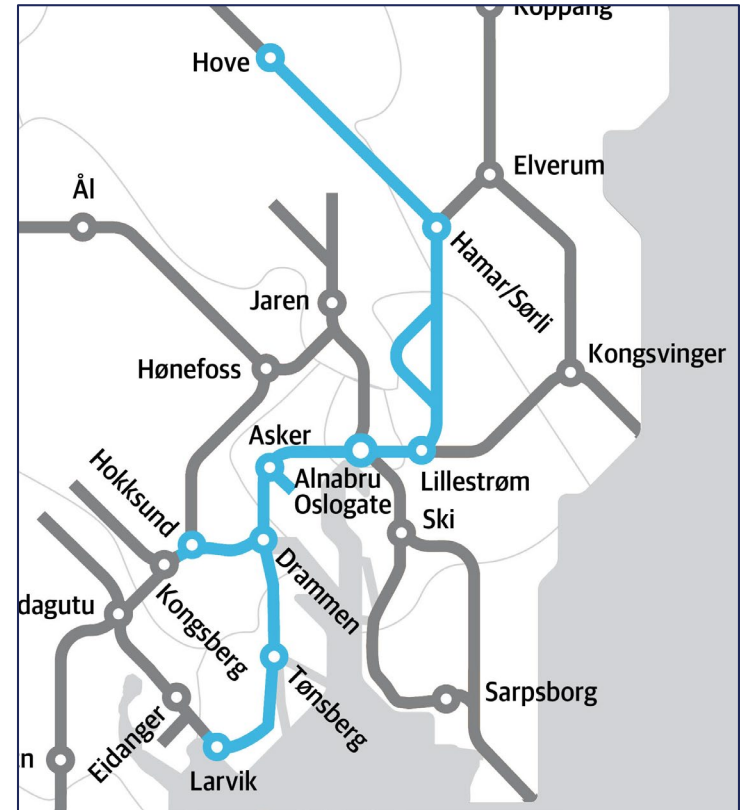 Koppang
Hove
Elverum
Ål
Hamar/Sørli
Jaren
Kongsvinger
Hønefoss
Asker
Hokksund
Alnabru
Oslogate
Lillestrøm
Ski
Drammen
dagutu
Kongsberg
Tønsberg
Sarpsborg
Eidanger
n
Larvik